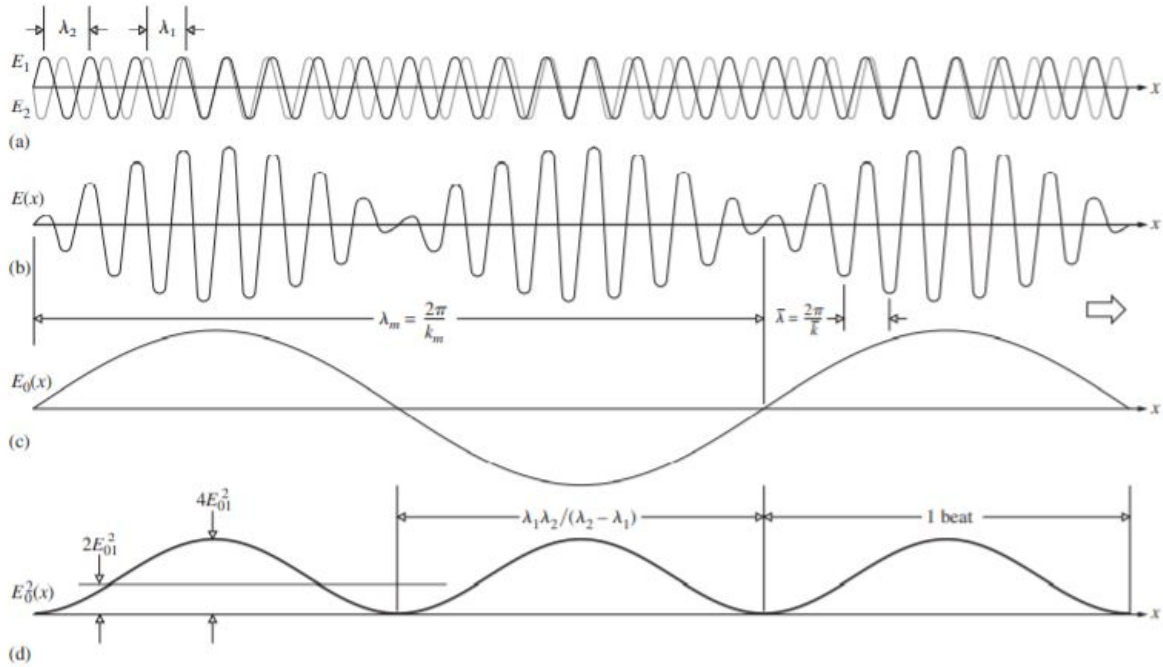 λ₂ λ₁
E₁
x
E₂
(a)
E(x)
x
(b)
λₘ = 2π/kₘ
λ̄ = 2π/k̄
E₀(x)
x
(c)
4E₀₁²
λ₁λ₂/(λ₂ − λ₁)
1 beat
2E₀₁²
E₀²(x)
x
(d)